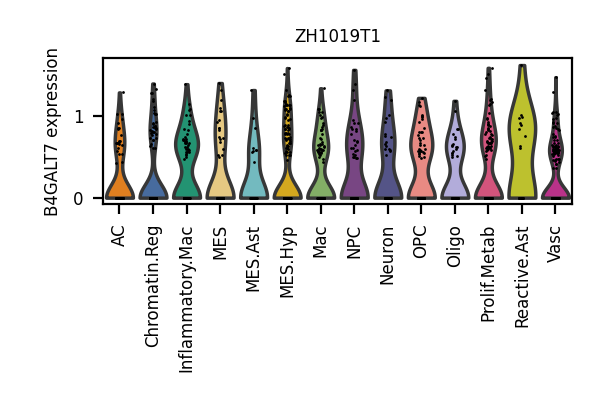 ZH1019T1
B4GALT7 expression
1
0
AC
Chromatin.Reg
Inflammatory.Mac
MES
MES.Ast
MES.Hyp
Mac
NPC
Neuron
OPC
Oligo
Prolif.Metab
Reactive.Ast
Vasc